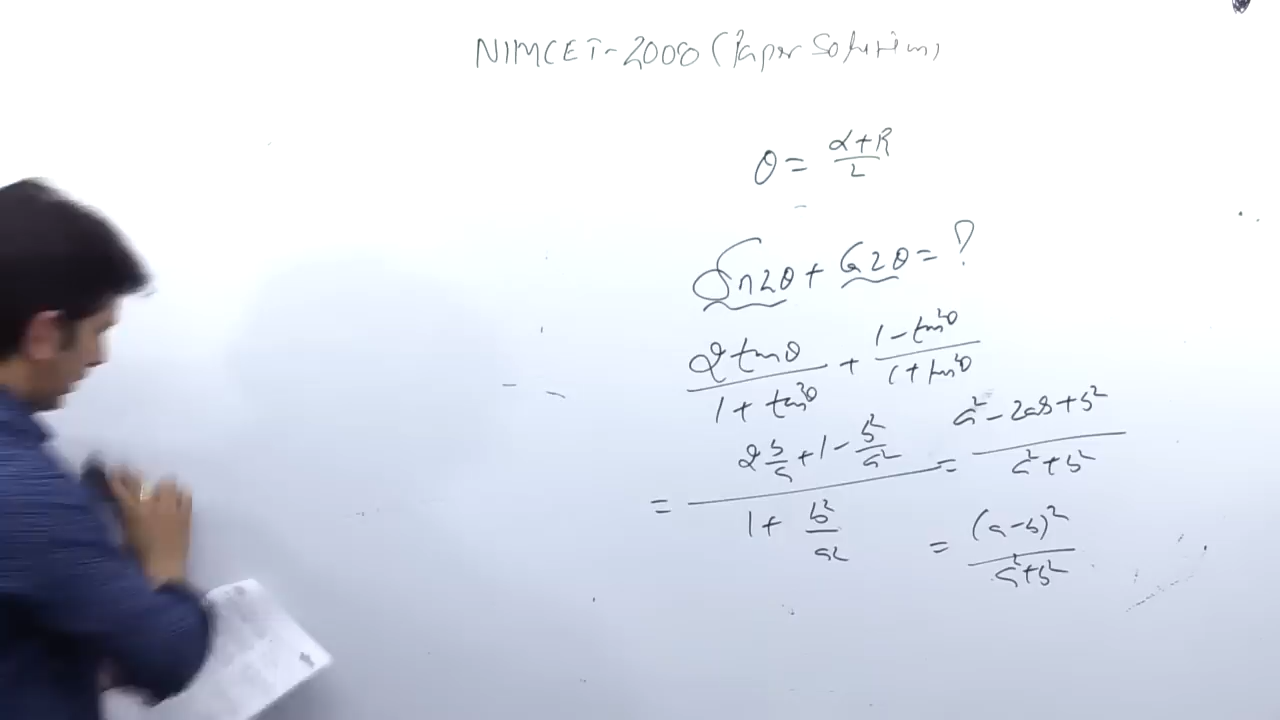 NIMCET-2008 (Paper Solution)
θ = α+β/2
Sin2θ + Cos2θ = ?
2tanθ/1+tan²θ + 1-tan²θ/1+tan²θ
= 2b/a+1-b²/a² / 1+b²/a² = a²-2ab+b²/a²+b²
= (a-b)²/a²+b²